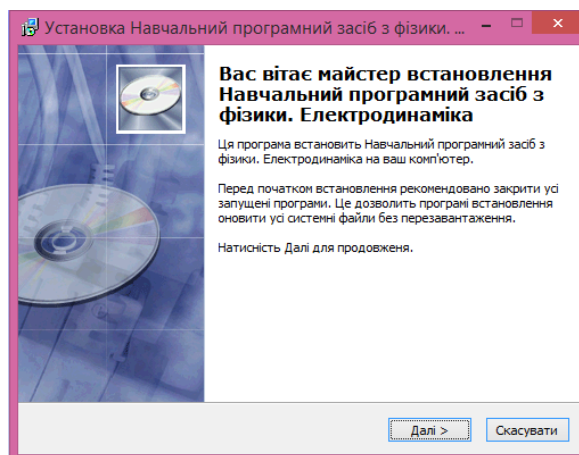 Установка Навчальний програмний засіб з фізики. ...
Вас вітає майстер встановлення
Навчальний програмний засіб з
фізики. Електродинаміка
Ця програма встановить Навчальний програмний засіб з
фізики. Електродинаміка на ваш комп'ютер.
Перед початком встановлення рекомендовано закрити усі
запущені програми. Це дозволить програмі встановлення
оновити усі системні файли без перезавантаження.
Натисність Далі для продовженя.
Далі > Скасувати